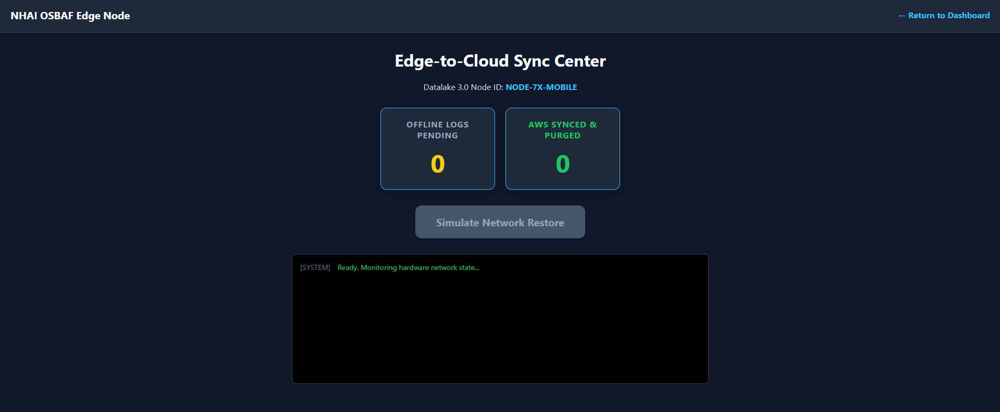 NHAI OSBAF Edge Node
← Return to Dashboard
Edge-to-Cloud Sync Center
Datalake 3.0 Node ID: NODE-7X-MOBILE
OFFLINE LOGS
PENDING
0
AWS SYNCED &
PURGED
0
Simulate Network Restore
[SYSTEM] Ready. Monitoring hardware network state...